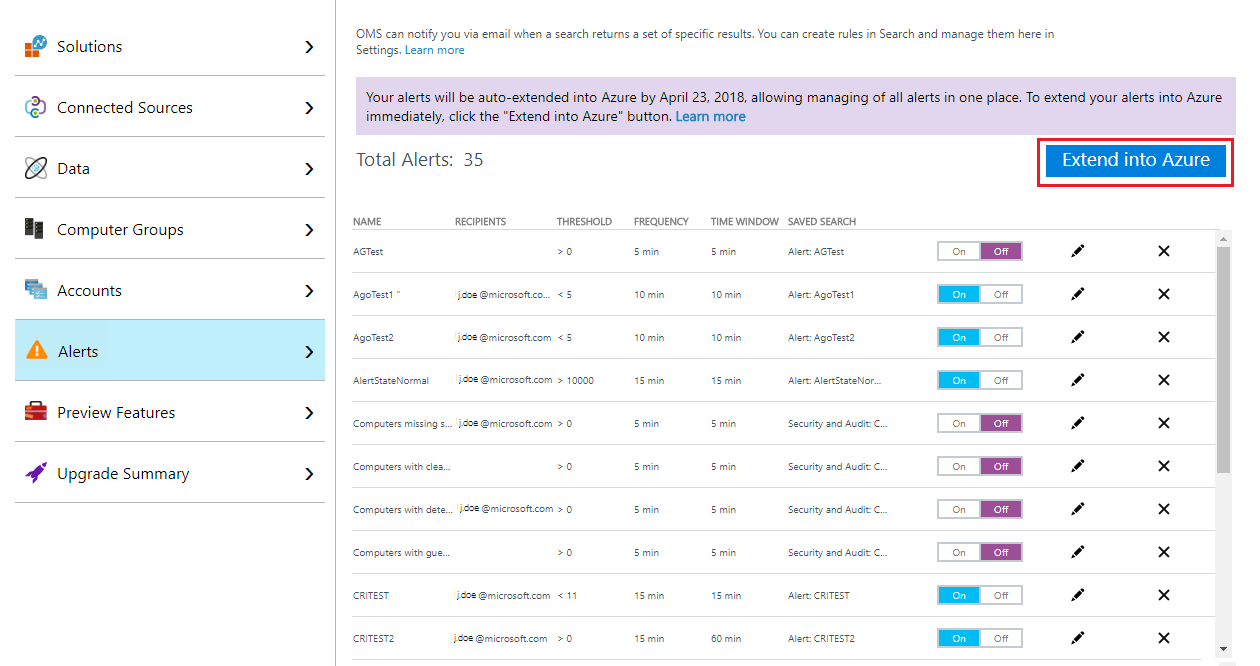 Solutions
Connected Sources
Data
Computer Groups
Accounts
Alerts
Preview Features
Upgrade Summary
OMS can notify you via email when a search returns a set of specific results. You can create rules in Search and manage them here in
Settings. Learn more
Your alerts will be auto-extended into Azure by April 23, 2018, allowing managing of all alerts in one place. To extend your alerts into Azure
immediately, click the "Extend into Azure" button. Learn more
Total Alerts: 35
Extend into Azure
NAME RECIPIENTS THRESHOLD FREQUENCY TIME WINDOW SAVED SEARCH
AGTest > 0 5 min 5 min Alert: AGTest On Off
AgoTest1 " j.doe @microsoft.co... < 5 10 min 10 min Alert: AgoTest1 On Off
AgoTest2 j.doe @microsoft.com < 5 10 min 10 min Alert: AgoTest2 On Off
AlertStateNormal j.doe @microsoft.com > 10000 15 min 15 min Alert: AlertStateNor... On Off
Computers missing s... j.doe @microsoft.com > 0 5 min 5 min Security and Audit: C... On Off
Computers with clea... > 0 5 min 5 min Security and Audit: C... On Off
Computers with dete... j.doe @microsoft.com > 0 5 min 5 min Security and Audit: C... On Off
Computers with gue... > 0 5 min 5 min Security and Audit: C... On Off
CRITEST j.doe @microsoft.com < 11 15 min 15 min Alert: CRITEST On Off
CRITEST2 j.doe @microsoft.com > 0 15 min 60 min Alert: CRITEST2 On Off